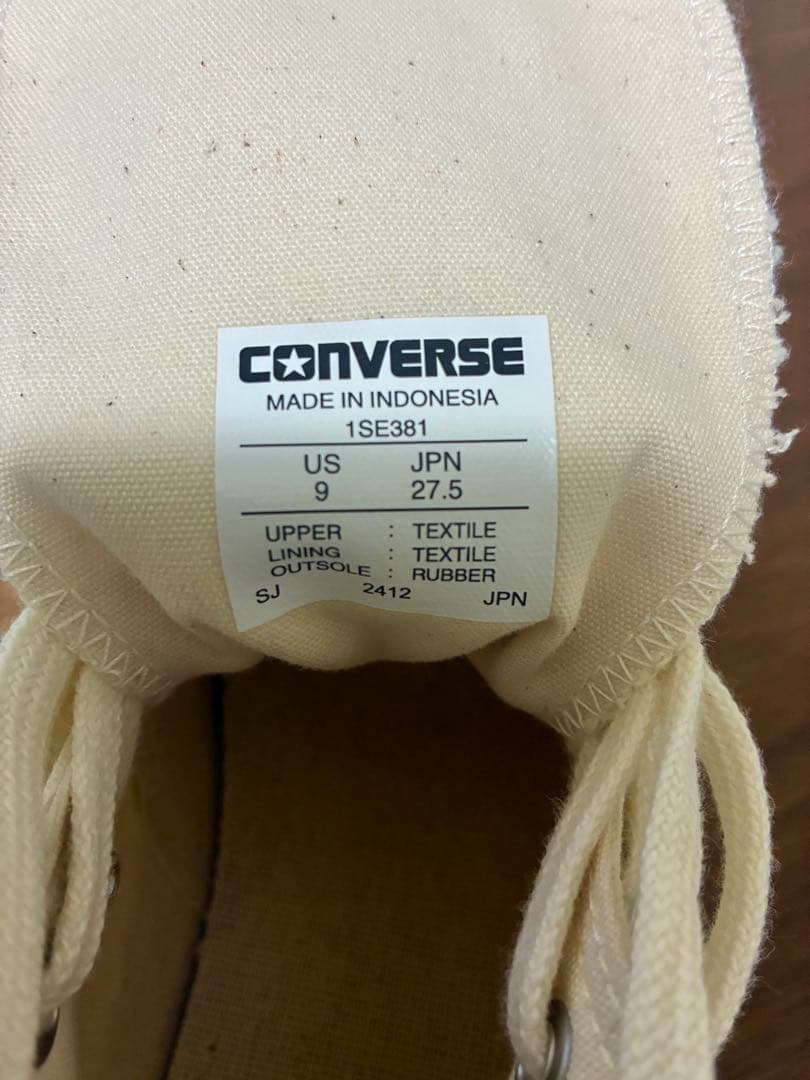 CONVERSE
MADE IN INDONESIA
1SE381
US JPN
9 27.5
UPPER : TEXTILE
LINING : TEXTILE
OUTSOLE : RUBBER
SJ 2412 JPN